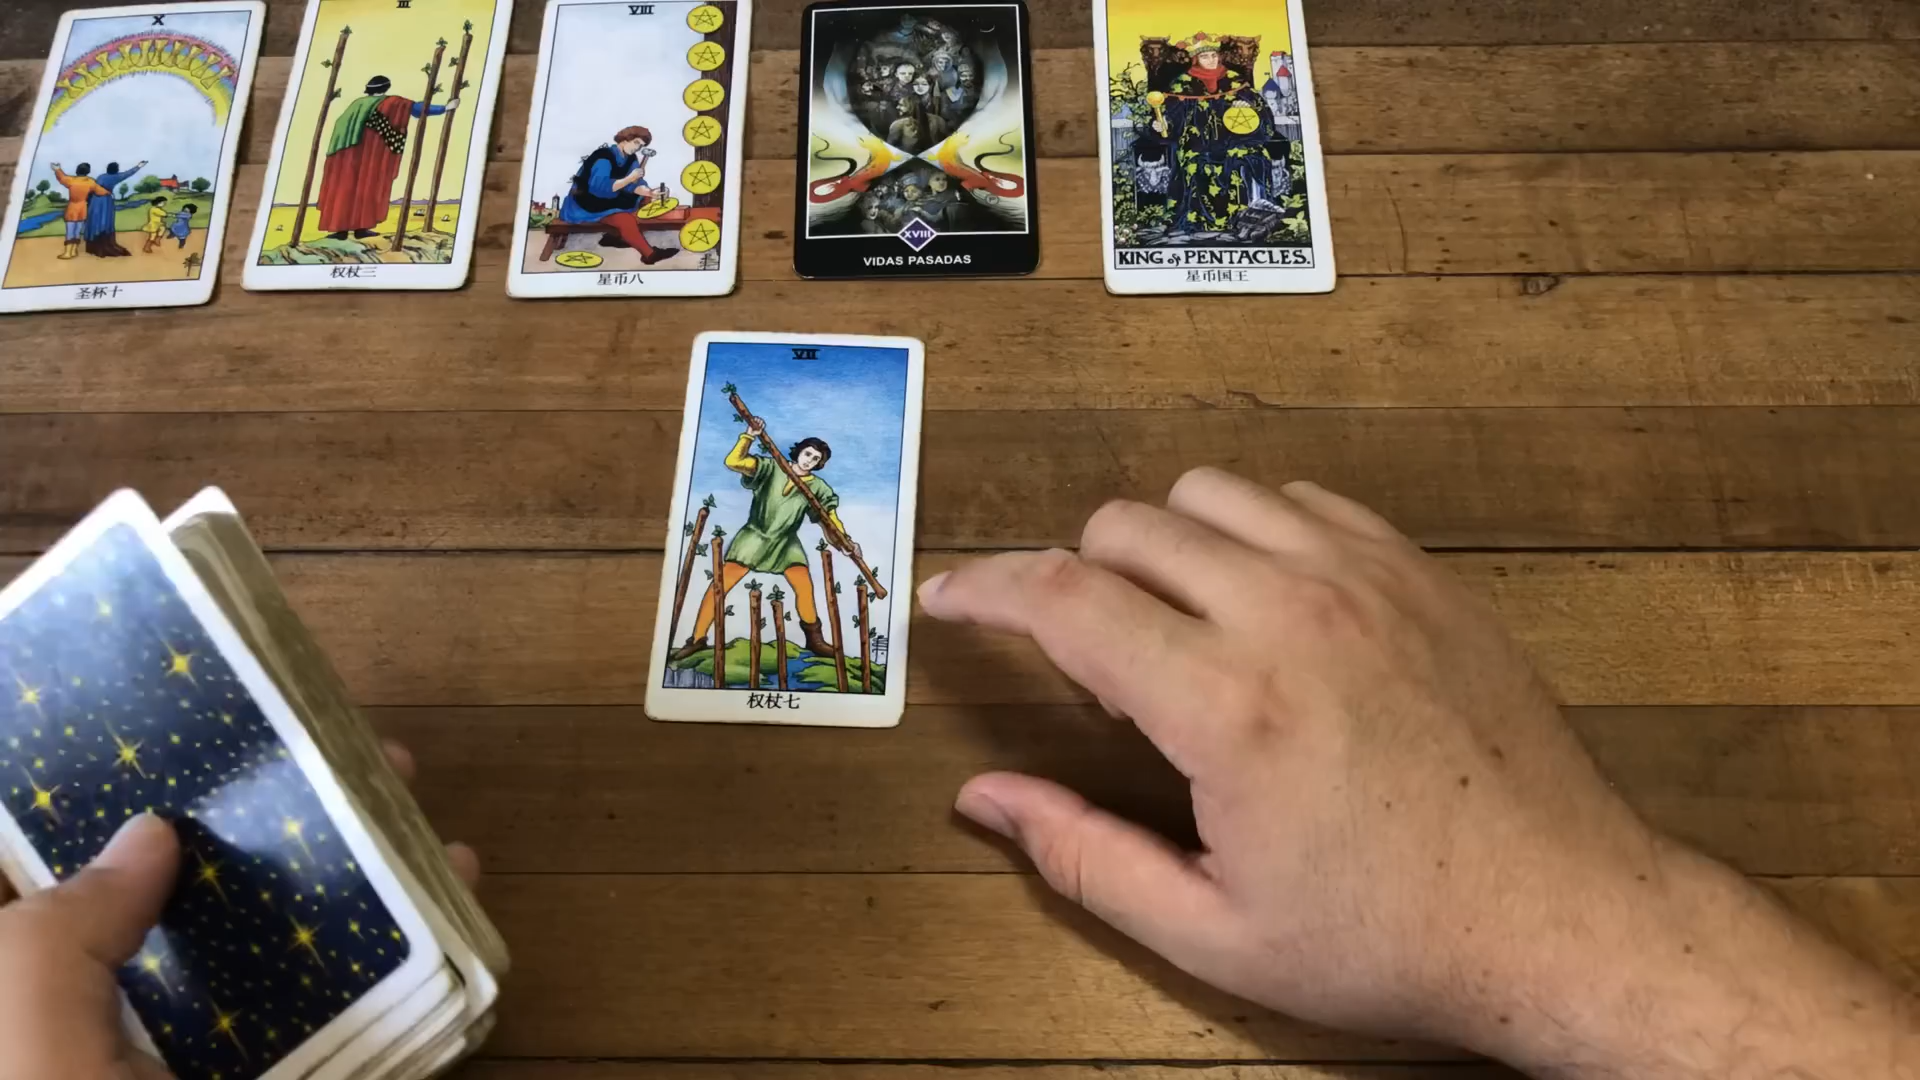 X
圣杯十
III
权杖三
VIII
星币八
XVIII
VIDAS PASADAS
KING of PENTACLES.
星币国王
VII
权杖七